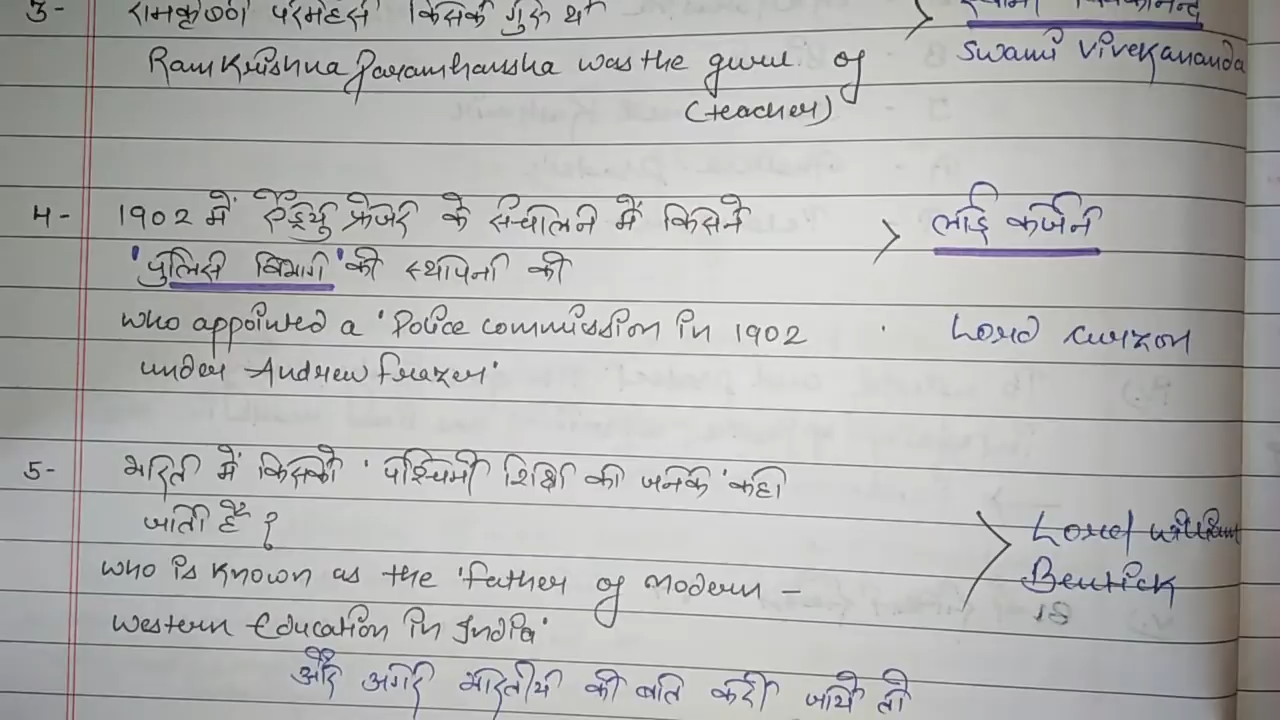 3- रामकृष्ण परमहंस किसके गुरु थे > स्वामी विवेकानन्द
Ramkrishna Paramhansha was the guru of Swami Vivekananda
(teacher)
4- 1902 में एंड्रयु फ्रेजर के संचालन में किसने > लार्ड कर्जन
'पुलिस विभाग' की स्थापना की
who appointed a 'Police commission in 1902 Lord curzon
under Andrew Frazer'
5- भारत में किसको 'पश्चिमी शिक्षा का जनक' कहा
जाता है ? > Lord william
who is known as the 'father of modern - Bentick
western Education in India'
और अगर भारतीय की बात करी जाये तो